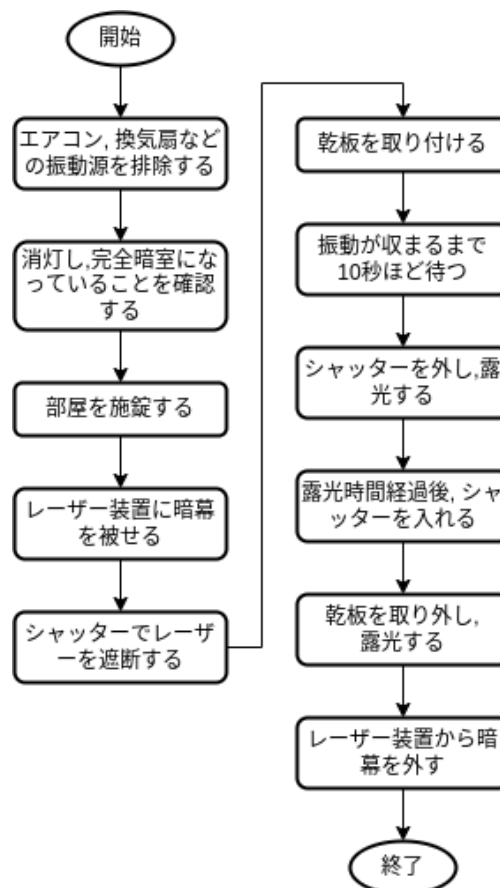 開始
エアコン, 換気扇など
の振動源を排除する
消灯し,完全暗室にな
っていることを確認
する
部屋を施錠する
レーザー装置に暗幕
を被せる
シャッターでレーザ
ーを遮断する
乾板を取り付ける
振動が収まるまで
10秒ほど待つ
シャッターを外し,露
光する
露光時間経過後, シャ
ッターを入れる
乾板を取り外し,
露光する
レーザー装置から暗
幕を外す
終了